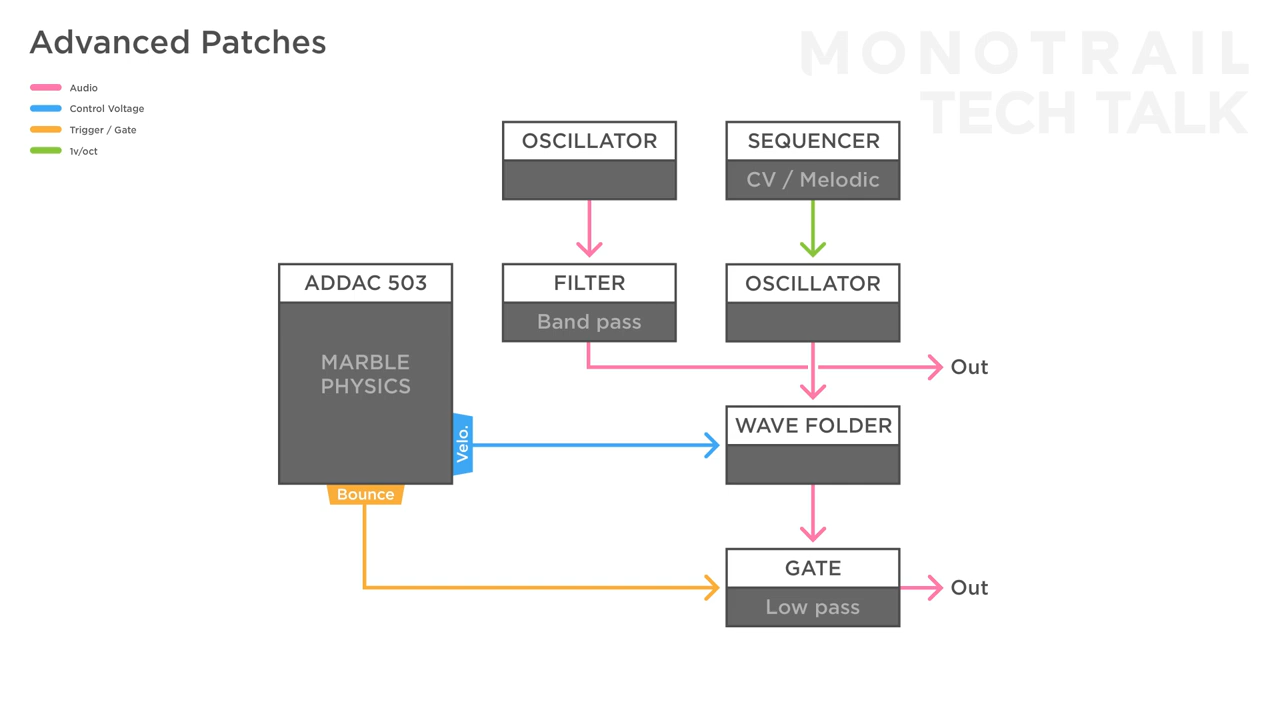 Advanced Patches
MONOTRAIL
TECH TALK
Audio
Control Voltage
Trigger / Gate
1v/oct
OSCILLATOR
SEQUENCER
CV / Melodic
ADDAC 503
MARBLE
PHYSICS
FILTER
Band pass
OSCILLATOR
Out
WAVE FOLDER
Velo.
Bounce
GATE
Low pass
Out